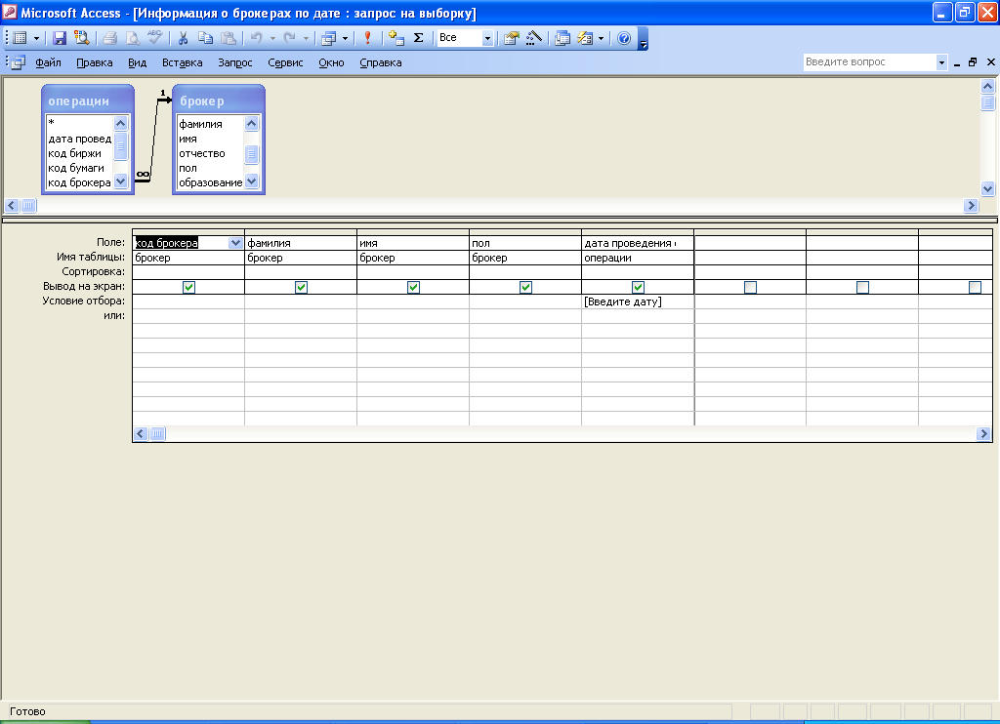 Microsoft Access - [Информация о брокерах по дате : запрос на выборку]
Все
Файл Правка Вид Вставка Запрос Сервис Окно Справка Введите вопрос
операции брокер
*
дата провед
код биржи
код бумаги
код брокера
фамилия
имя
отчество
пол
образование
1
∞
Поле: код брокера фамилия имя пол дата проведения
Имя таблицы: брокер брокер брокер брокер операции
Сортировка:
Вывод на экран:
Условие отбора: [Введите дату]
или:
Готово